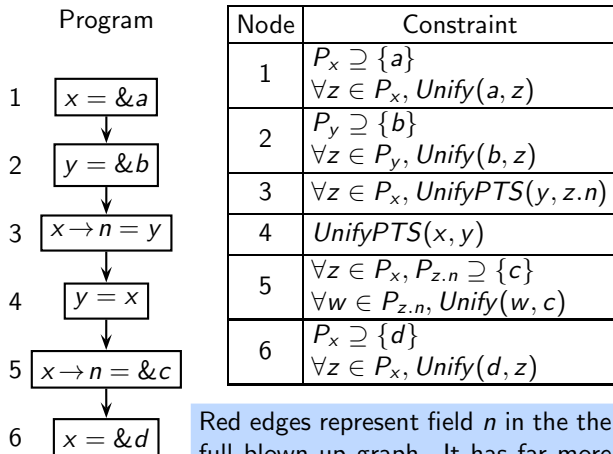 Program
1 x = &a
2 y = &b
3 x→n = y
4 y = x
5 x→n = &c
6 x = &d
Node Constraint
1 P_x ⊇ {a}
∀z ∈ P_x, Unify(a, z)
2 P_y ⊇ {b}
∀z ∈ P_y, Unify(b, z)
3 ∀z ∈ P_x, UnifyPTS(y, z.n)
4 UnifyPTS(x, y)
5 ∀z ∈ P_x, P_z.n ⊇ {c}
∀w ∈ P_z.n, Unify(w, c)
6 P_x ⊇ {d}
∀z ∈ P_x, Unify(d, z)
Red edges represent field n in the the
full blown up graph. It has far more